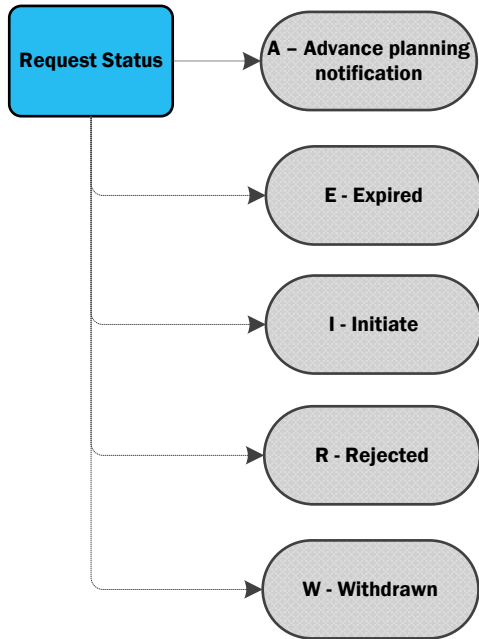 Request Status
A – Advance planning
notification
E - Expired
I - Initiate
R - Rejected
W - Withdrawn